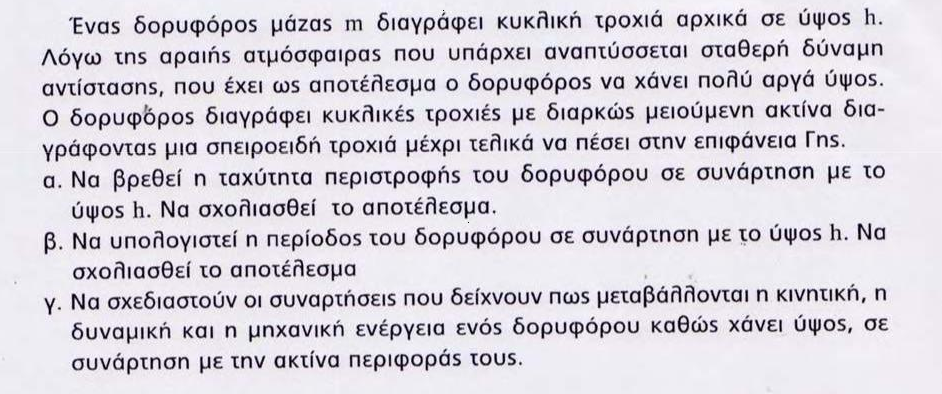 Ένας δορυφόρος μάζας m διαγράφει κυκλική τροχιά αρχικά σε ύψος h.
Λόγω της αραιής ατμόσφαιρας που υπάρχει αναπτύσσεται σταθερή δύναμη
αντίστασης, που έχει ως αποτέλεσμα ο δορυφόρος να χάνει πολύ αργά ύψος.
Ο δορυφόρος διαγράφει κυκλικές τροχιές με διαρκώς μειούμενη ακτίνα δια-
γράφοντας μια σπειροειδή τροχιά μέχρι τελικά να πέσει στην επιφάνεια Γης.
α. Να βρεθεί η ταχύτητα περιστροφής του δορυφόρου σε συνάρτηση με το
ύψος h. Να σχολιασθεί το αποτέλεσμα.
β. Να υπολογιστεί η περίοδος του δορυφόρου σε συνάρτηση με το ύψος h. Να
σχολιασθεί το αποτέλεσμα
γ. Να σχεδιαστούν οι συναρτήσεις που δείχνουν πως μεταβάλλονται η κινητική, η
δυναμική και η μηχανική ενέργεια ενός δορυφόρου καθώς χάνει ύψος, σε
συνάρτηση με την ακτίνα περιφοράς τους.